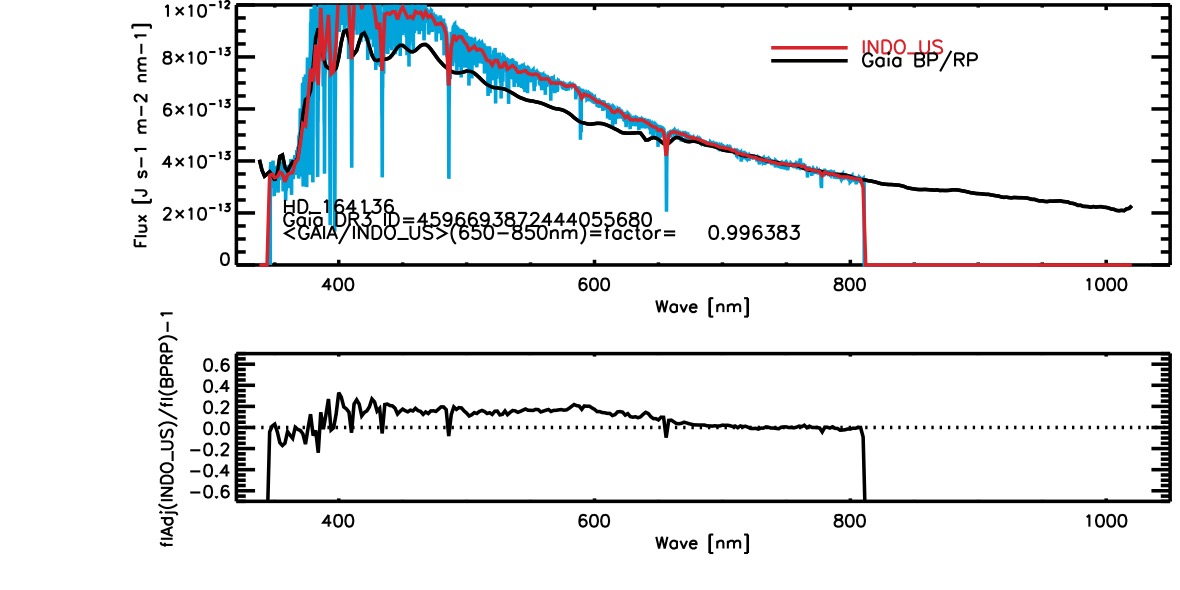 1×10-12
8×10-13
6×10-13
4×10-13
2×10-13
0
Flux [J s-1 m-2 nm-1]
INDO_US
Gaia BP/RP
HD_164136
Gaia DR3 ID=4596693872444055680
<GAIA/INDO_US>(650-850nm)=factor= 0.996383
400 600 800 1000
Wave [nm]
flAdj(INDO_US)/fl(BPRP)-1
0.6
0.4
0.2
0.0
-0.2
-0.4
-0.6
400 600 800 1000
Wave [nm]